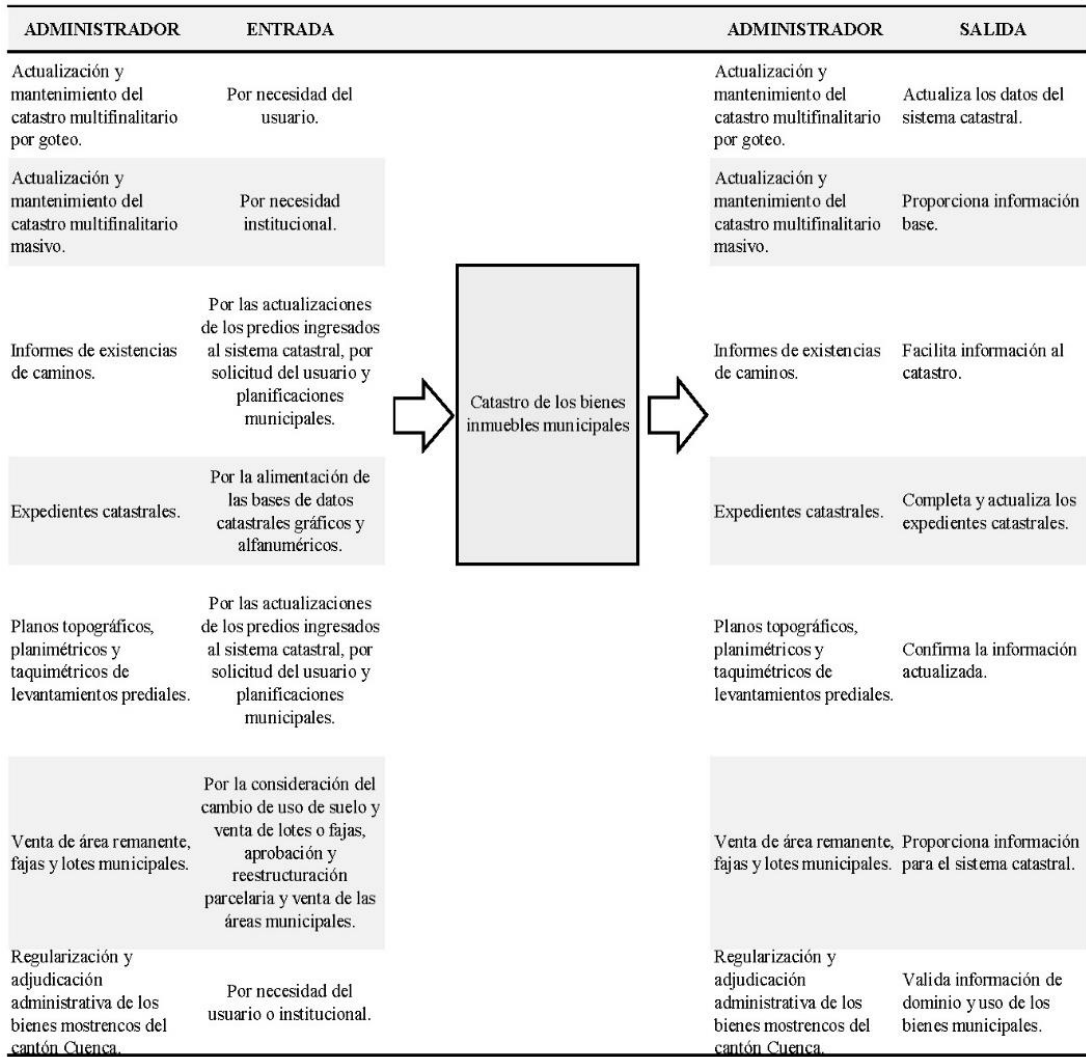 ADMINISTRADOR ENTRADA ADMINISTRADOR SALIDA
Actualización y
mantenimiento del
catastro multifinalitario
por goteo.
Por necesidad del
usuario.
Actualización y
mantenimiento del
catastro multifinalitario
por goteo.
Actualiza los datos del
sistema catastral.
Actualización y
mantenimiento del
catastro multifinalitario
masivo.
Por necesidad
institucional.
Actualización y
mantenimiento del
catastro multifinalitario
masivo.
Proporciona información
base.
Informes de existencias
de caminos.
Por las actualizaciones
de los predios ingresados
al sistema catastral, por
solicitud del usuario y
planificaciones
municipales.
Catastro de los bienes
inmuebles municipales
Informes de existencias
de caminos.
Facilita información al
catastro.
Expedientes catastrales.
Por la alimentación de
las bases de datos
catastrales gráficos y
alfanuméricos.
Expedientes catastrales.
Completa y actualiza los
expedientes catastrales.
Planos topográficos,
planimétricos y
taquimétricos de
levantamientos prediales.
Por las actualizaciones
de los predios ingresados
al sistema catastral, por
solicitud del usuario y
planificaciones
municipales.
Planos topográficos,
planimétricos y
taquimétricos de
levantamientos prediales.
Confirma la información
actualizada.
Venta de área remanente,
fajas y lotes municipales.
Por la consideración del
cambio de uso de suelo y
venta de lotes o fajas,
aprobación y
reestructuración
parcelaria y venta de las
áreas municipales.
Venta de área remanente,
fajas y lotes municipales.
Proporciona información
para el sistema catastral.
Regularización y
adjudicación
administrativa de los
bienes mostrencos del
cantón Cuenca.
Por necesidad del
usuario o institucional.
Regularización y
adjudicación
administrativa de los
bienes mostrencos del
cantón Cuenca.
Valida información de
dominio y uso de los
bienes municipales.